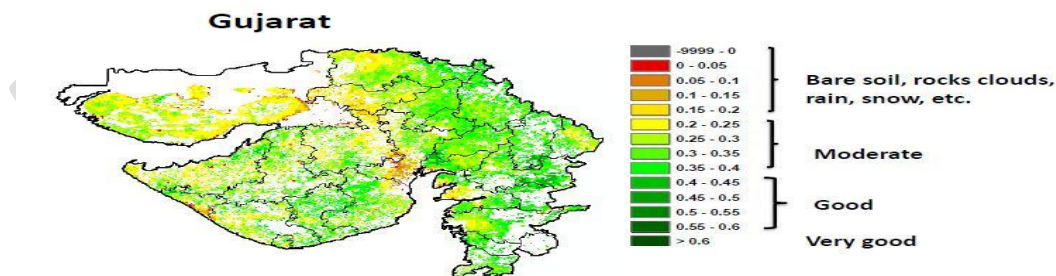 Gujarat
-9999 - 0
0 - 0.05
0.05 - 0.1
0.1 - 0.15
0.15 - 0.2
0.2 - 0.25
0.25 - 0.3
0.3 - 0.35
0.35 - 0.4
0.4 - 0.45
0.45 - 0.5
0.5 - 0.55
0.55 - 0.6
> 0.6
Bare soil, rocks clouds,
rain, snow, etc.
Moderate
Good
Very good